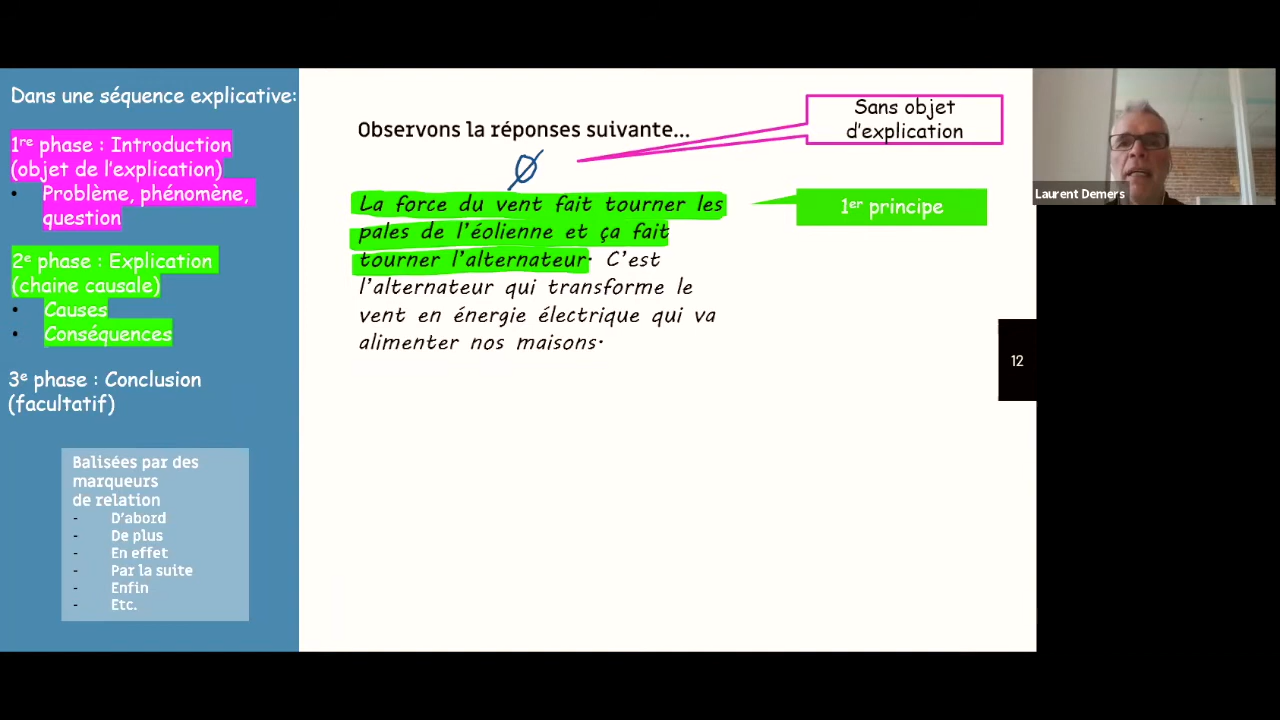 Dans une séquence explicative:
1re phase : Introduction
(objet de l'explication)
• Problème, phénomène,
question
2e phase : Explication
(chaine causale)
• Causes
• Conséquences
3e phase : Conclusion
(facultatif)
Balisées par des
marqueurs
de relation
- D'abord
- De plus
- En effet
- Par la suite
- Enfin
- Etc.
Observons la réponses suivante...
Ø
La force du vent fait tourner les
pales de l'éolienne et ça fait
tourner l'alternateur. C'est
l'alternateur qui transforme le
vent en énergie électrique qui va
alimenter nos maisons.
Sans objet
d'explication
1er principe
12
Laurent Demers